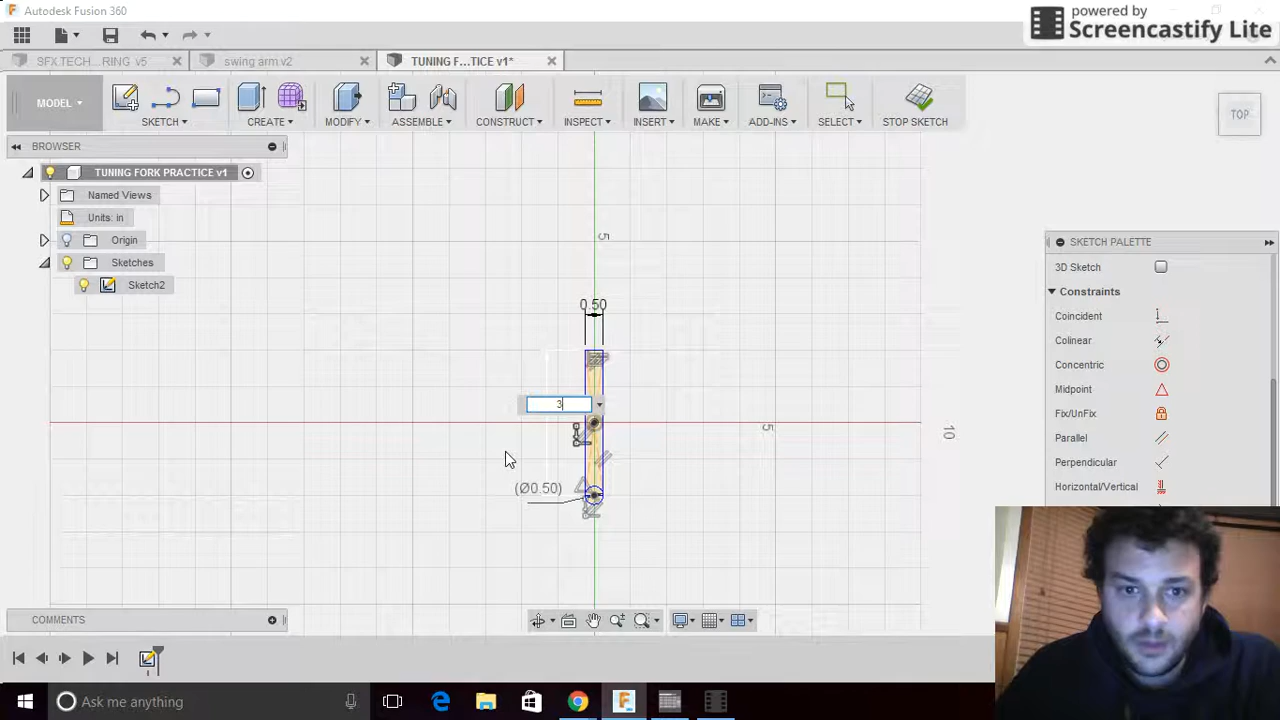 Autodesk Fusion 360
powered by
Screencastify Lite
SFX.TECH...RING v5
swing arm v2
TUNING F...TICE v1*
MODEL
SKETCH
CREATE
MODIFY
ASSEMBLE
CONSTRUCT
INSPECT
INSERT
MAKE
ADD-INS
SELECT
STOP SKETCH
TOP
BROWSER
TUNING FORK PRACTICE v1
Named Views
Units: in
Origin
Sketches
Sketch2
5
0.50
3
5
10
(Ø0.50)
SKETCH PALETTE
3D Sketch
Constraints
Coincident
Colinear
Concentric
Midpoint
Fix/UnFix
Parallel
Perpendicular
Horizontal/Vertical
COMMENTS
Ask me anything